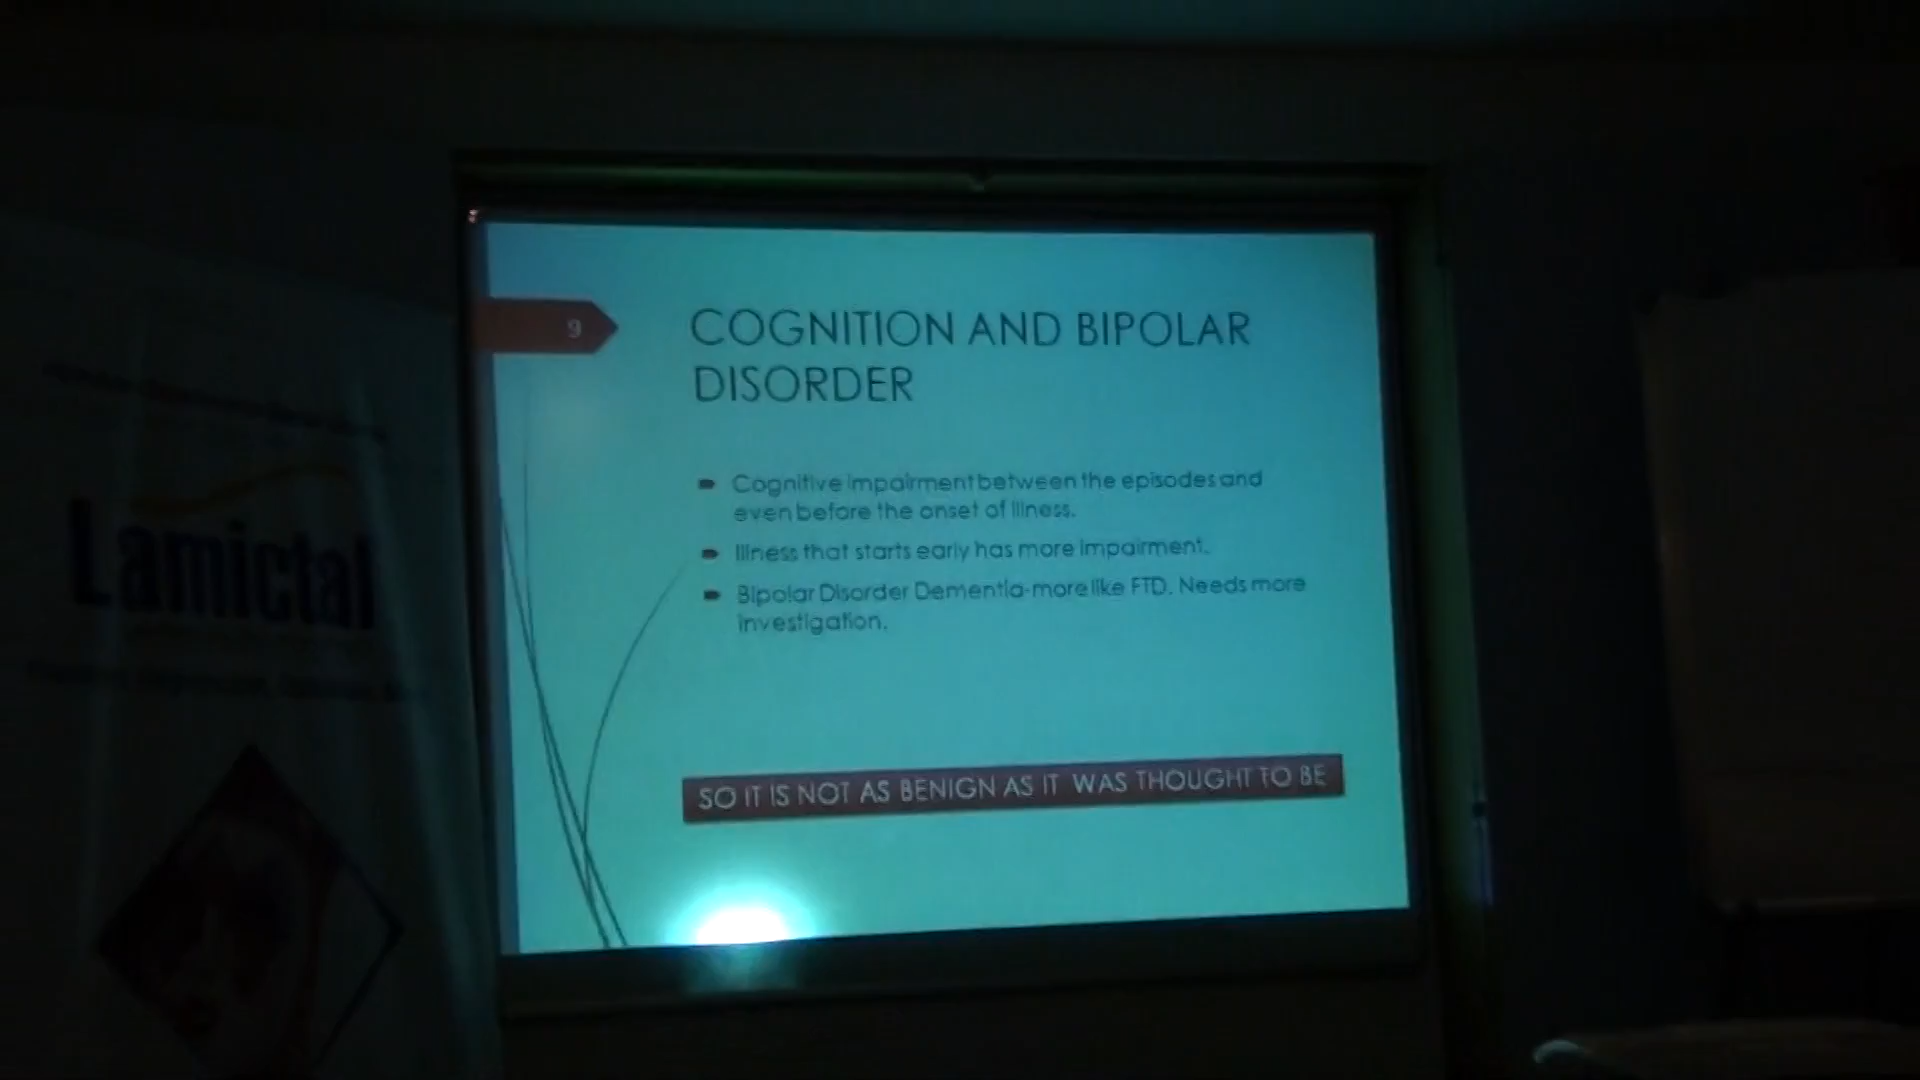 9
COGNITION AND BIPOLAR
DISORDER
Cognitive impairment between the episodes and
even before the onset of illness.
Illness that starts early has more impairment.
Bipolar Disorder Dementia-more like FTD. Needs more
investigation.
SO IT IS NOT AS BENIGN AS IT WAS THOUGHT TO BE
Lamictal